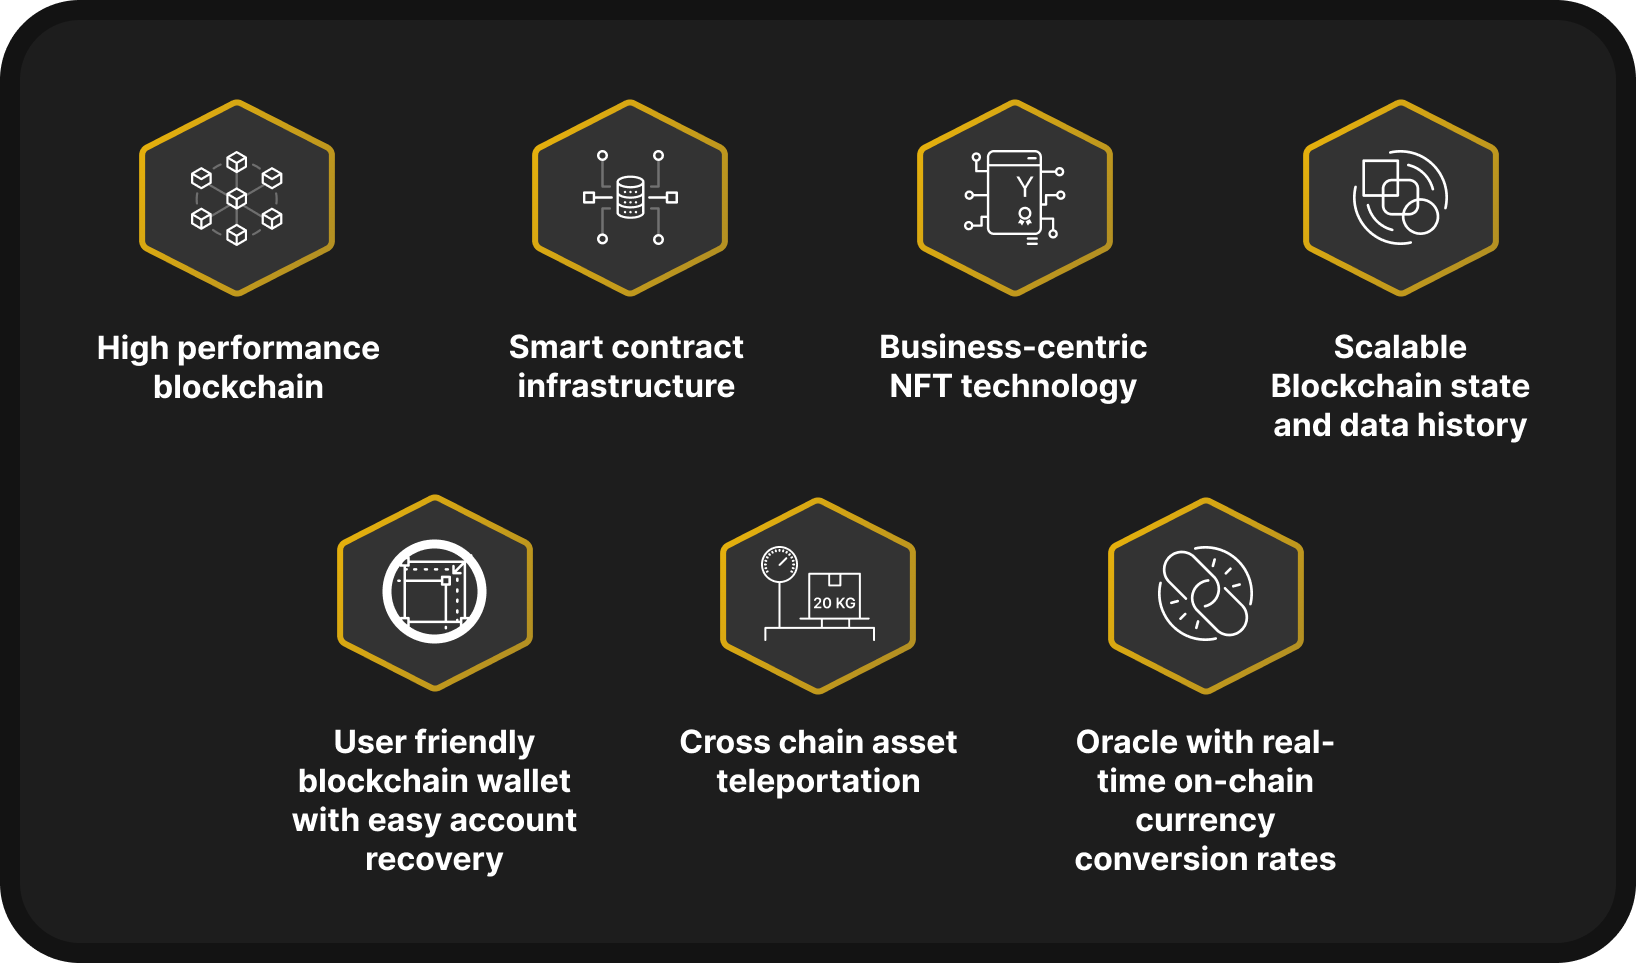 Y
High performance
blockchain
Smart contract
infrastructure
Business-centric
NFT technology
Scalable
Blockchain state
and data history
20 KG
User friendly
blockchain wallet
with easy account
recovery
Cross chain asset
teleportation
Oracle with real-
time on-chain
currency
conversion rates